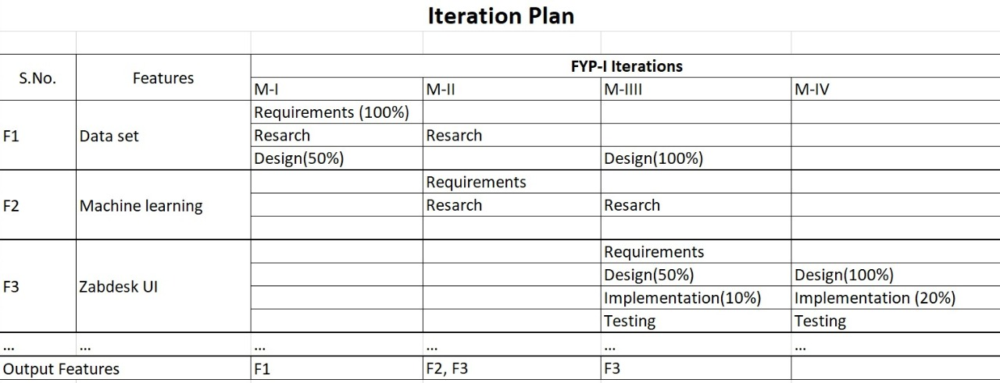 Iteration Plan
S.No. Features FYP-I Iterations
M-I M-II M-IIII M-IV
F1 Data set Requirements (100%)
Resarch Resarch
Design(50%) Design(100%)
F2 Machine learning Requirements
Resarch Resarch
F3 Zabdesk UI Requirements
Design(50%) Design(100%)
Implementation(10%) Implementation (20%)
Testing Testing
... ... ... ... ... ...
Output Features F1 F2, F3 F3